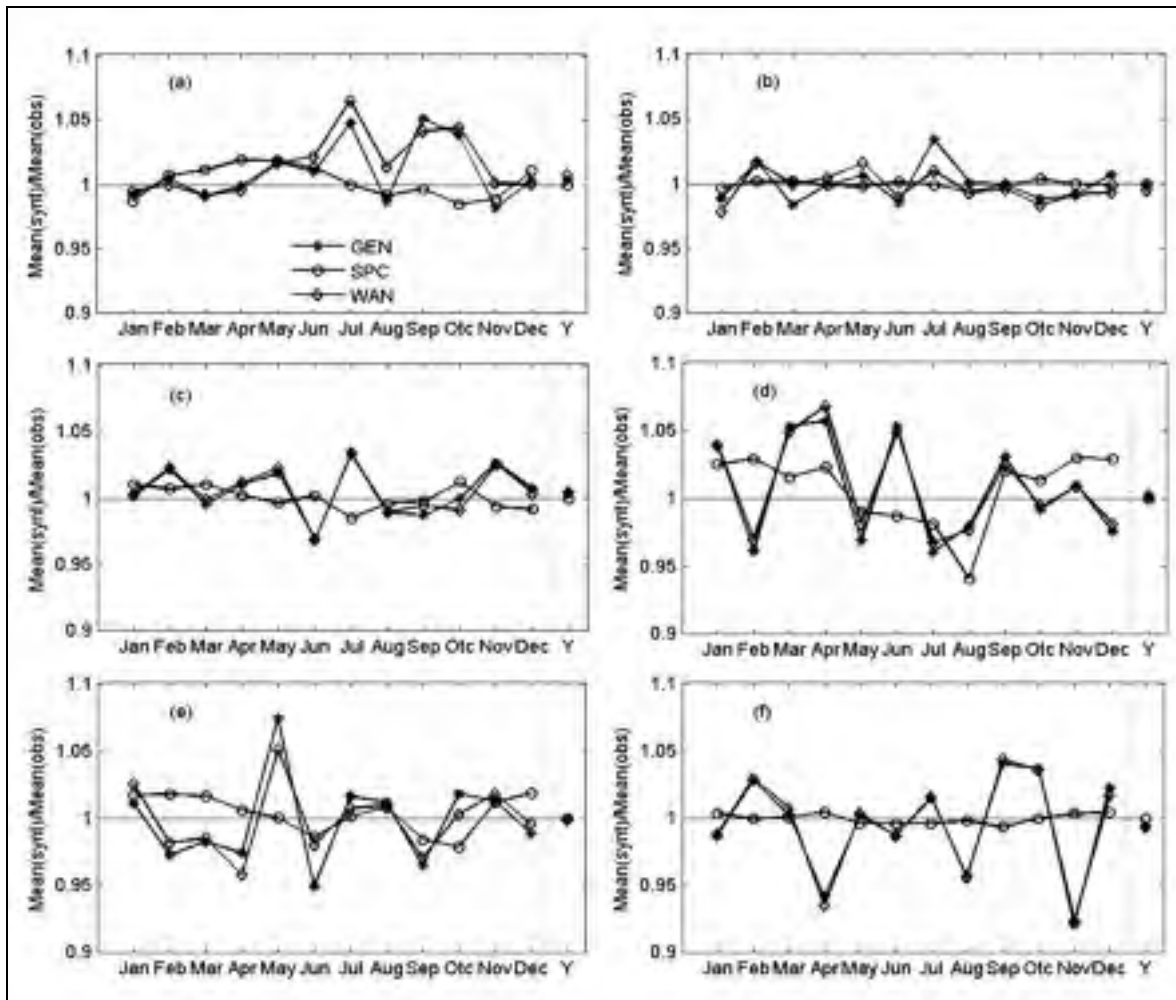 Mean(synt)/Mean(obs)
1.1
1.05
1
0.95
0.9
(a)
GEN
SPC
WAN
Jan Feb Mar Apr May Jun Jul Aug Sep Otc Nov Dec Y
Mean(synt)/Mean(obs)
1.1
1.05
1
0.95
0.9
(b)
Jan Feb Mar Apr May Jun Jul Aug Sep Otc Nov Dec Y
Mean(synt)/Mean(obs)
1.1
1.05
1
0.95
0.9
(c)
Jan Feb Mar Apr May Jun Jul Aug Sep Otc Nov Dec Y
Mean(synt)/Mean(obs)
1.1
1.05
1
0.95
0.9
(d)
Jan Feb Mar Apr May Jun Jul Aug Sep Otc Nov Dec Y
Mean(synt)/Mean(obs)
1.1
1.05
1
0.95
0.9
(e)
Jan Feb Mar Apr May Jun Jul Aug Sep Otc Nov Dec Y
Mean(synt)/Mean(obs)
1.1
1.05
1
0.95
0.9
(f)
Jan Feb Mar Apr May Jun Jul Aug Sep Otc Nov Dec Y